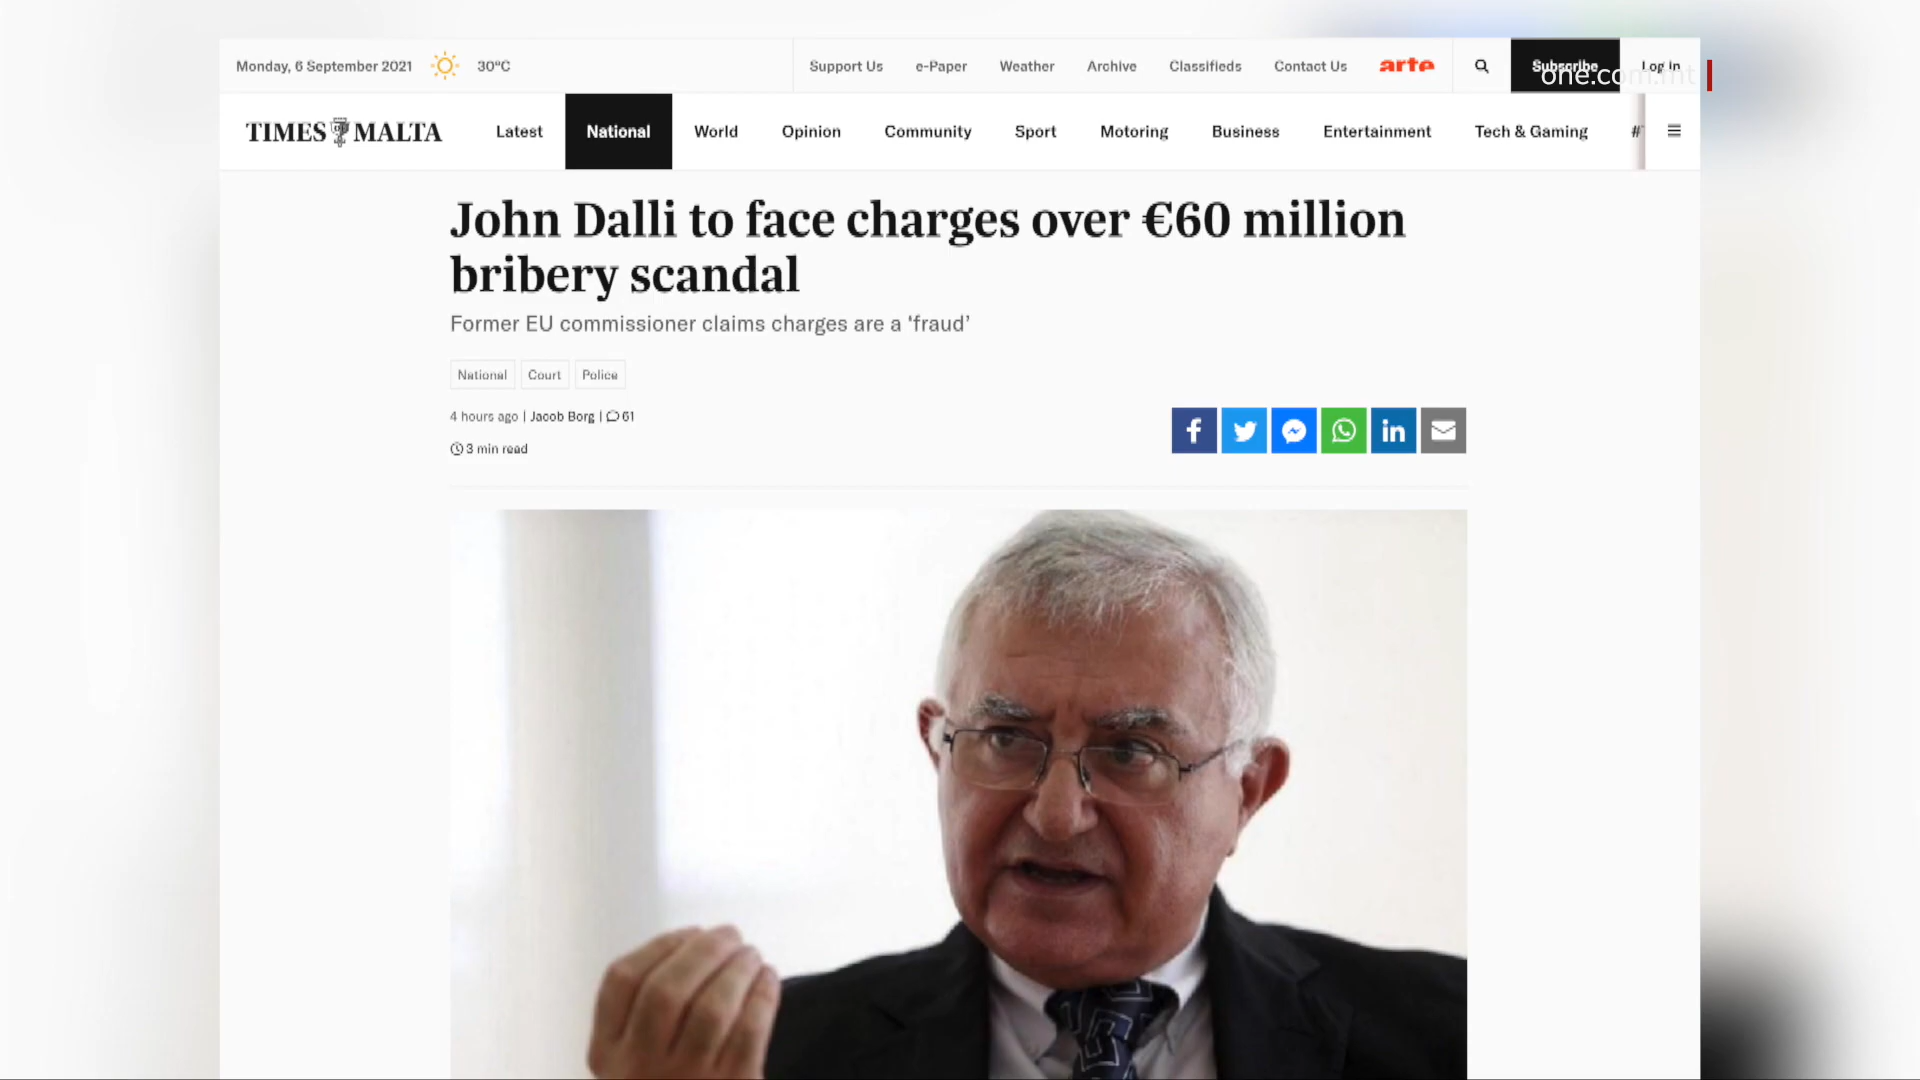 Monday, 6 September 2021 30°C Support Us e-Paper Weather Archive Classifieds Contact Us arte Subscribe Log in
one.com.mt
TIMES MALTA Latest National World Opinion Community Sport Motoring Business Entertainment Tech & Gaming #
John Dalli to face charges over €60 million
bribery scandal
Former EU commissioner claims charges are a ‘fraud’
National Court Police
4 hours ago | Jacob Borg | 61
3 min read